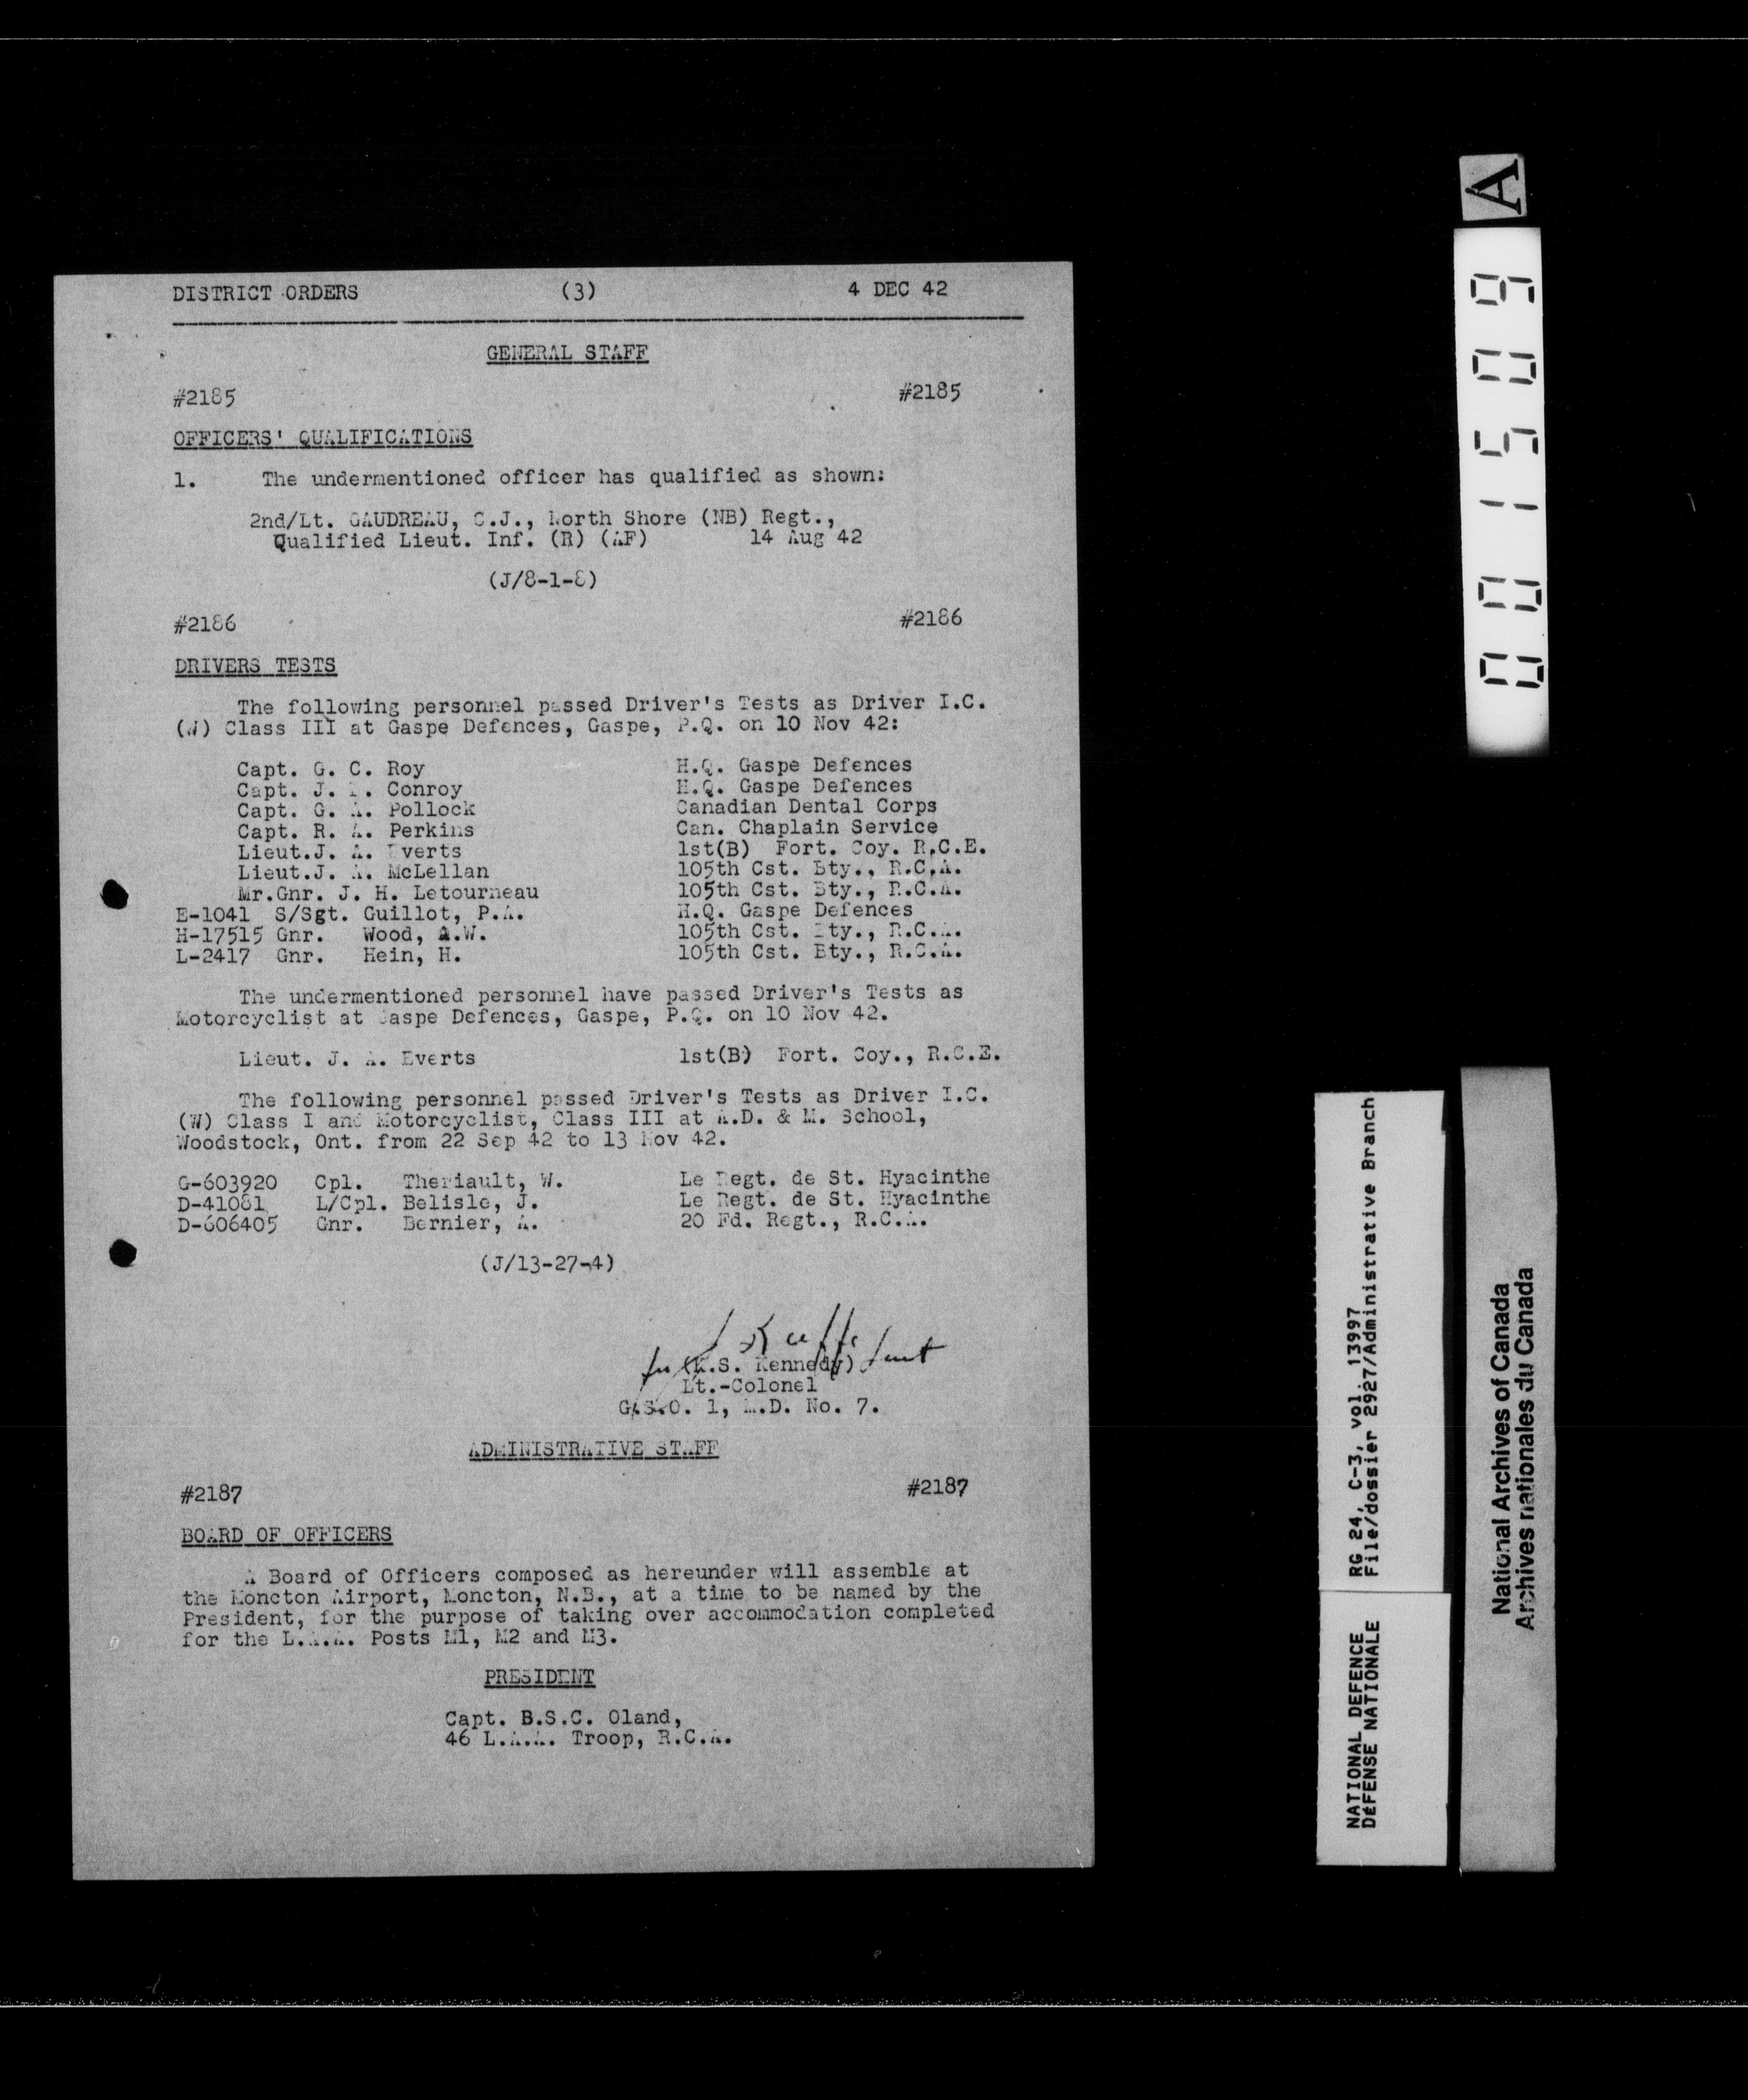 DISTRICT ORDERS (3) 4 DEC 42
GENERAL STAFF
#2185 #2185
OFFICERS' QUALIFICATIONS
1. The undermentioned officer has qualified as shown:
2nd/Lt. GAUDREAU, C.J., North Shore (NB) Regt.,
Qualified Lieut. Inf. (R) (AF) 14 Aug 42
(J/8-1-8)
#2186 #2186
DRIVERS TESTS
The following personnel passed Driver's Tests as Driver I.C.
(W) Class III at Gaspe Defences, Gaspe, P.Q. on 10 Nov 42:
Capt. G. C. Roy H.Q. Gaspe Defences
Capt. J. Conroy H.Q. Gaspe Defences
Capt. G. A. Pollock Canadian Dental Corps
Capt. R. A. Perkins Can. Chaplain Service
Lieut.J. A. Everts 1st(B) Fort. Coy. R.C.E.
Lieut.J. A. McLellan 105th Cst. Bty., R.C.A.
Mr.Gnr. J. H. Letourneau 105th Cst. Bty., R.C.A.
E-1041 S/Sgt. Guillot, P.A. H.Q. Gaspe Defences
H-17515 Gnr. Wood, A.W. 105th Cst. Bty., R.C.A.
L-2417 Gnr. Hein, H. 105th Cst. Bty., R.C.A.
The undermentioned personnel have passed Driver's Tests as
Motorcyclist at Gaspe Defences, Gaspe, P.Q. on 10 Nov 42.
Lieut. J. A. Everts 1st(B) Fort. Coy., R.C.E.
The following personnel passed Driver's Tests as Driver I.C.
(W) Class I and Motorcyclist, Class III at A.D. & M. School,
Woodstock, Ont. from 22 Sep 42 to 13 Nov 42.
G-603920 Cpl. Theriault, W. Le Regt. de St. Hyacinthe
D-41081 L/Cpl. Belisle, J. Le Regt. de St. Hyacinthe
D-606405 Gnr. Bernier, A. 20 Fd. Regt., R.C.A.
(J/13-27-4)
for (K.S. Kennedy)
Lt.-Colonel
G.S.O. 1, M.D. No. 7.
ADMINISTRATIVE STAFF
#2187 #2187
BOARD OF OFFICERS
A Board of Officers composed as hereunder will assemble at
the Moncton Airport, Moncton, N.B., at a time to be named by the
President, for the purpose of taking over accommodation completed
for the L.A.A. Posts M1, M2 and M3.
PRESIDENT
Capt. B.S.C. Oland,
46 L.A.A. Troop, R.C.A.
A
001509
RG 24, C-3, vol. 13997
File/dossier 2927/Administrative Branch
NATIONAL DEFENCE
DÉFENSE NATIONALE
National Archives of Canada
Archives nationales du Canada